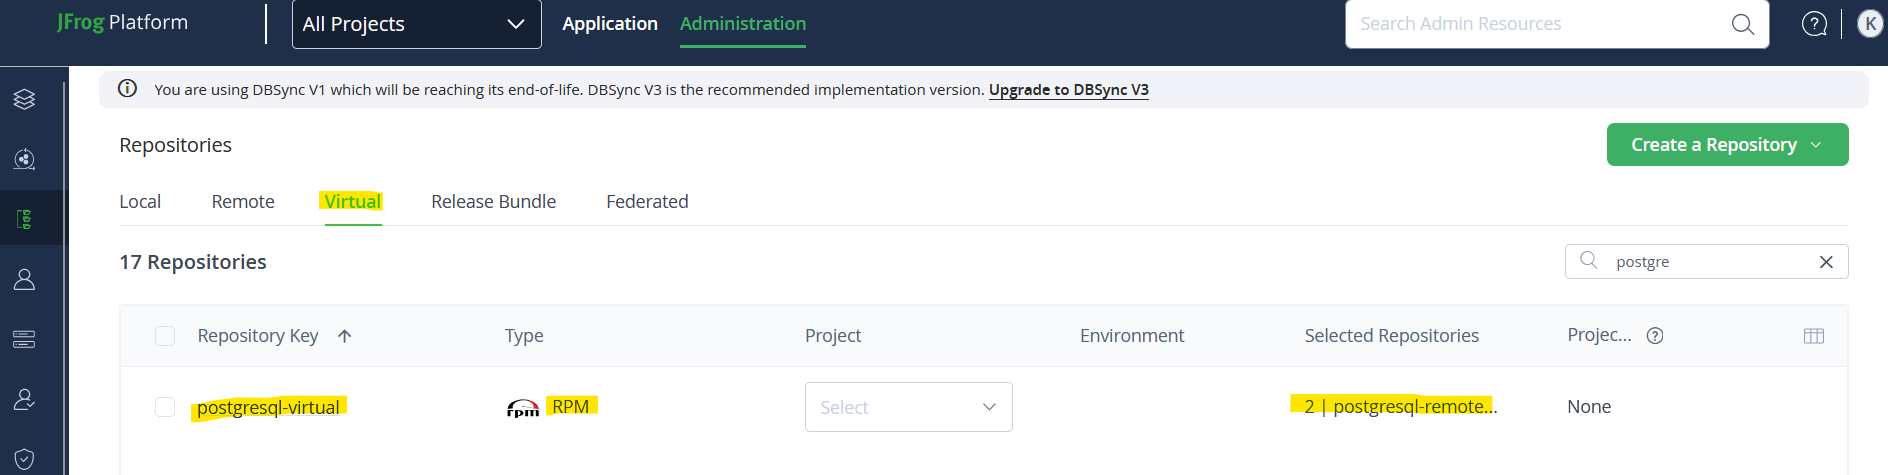 JFrog Platform
All Projects
Application
Administration
Search Admin Resources
K
You are using DBSync V1 which will be reaching its end-of-life. DBSync V3 is the recommended implementation version. Upgrade to DBSync V3
Repositories
Create a Repository
Local
Remote
Virtual
Release Bundle
Federated
17 Repositories
postgre
Repository Key
Type
Project
Environment
Selected Repositories
Projec...
postgresql-virtual
rpm
RPM
Select
2 | postgresql-remote...
None